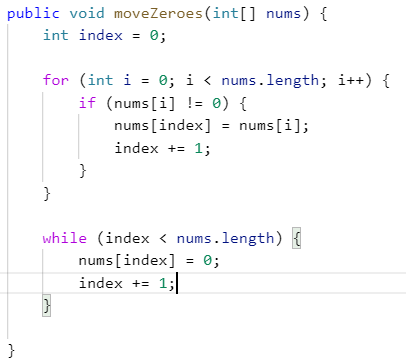 public void moveZeroes(int[] nums) {
    int index = 0;

    for (int i = 0; i < nums.length; i++) {
        if (nums[i] != 0) {
            nums[index] = nums[i];
            index += 1;
        }
    }

    while (index < nums.length) {
        nums[index] = 0;
        index += 1;
    }

}